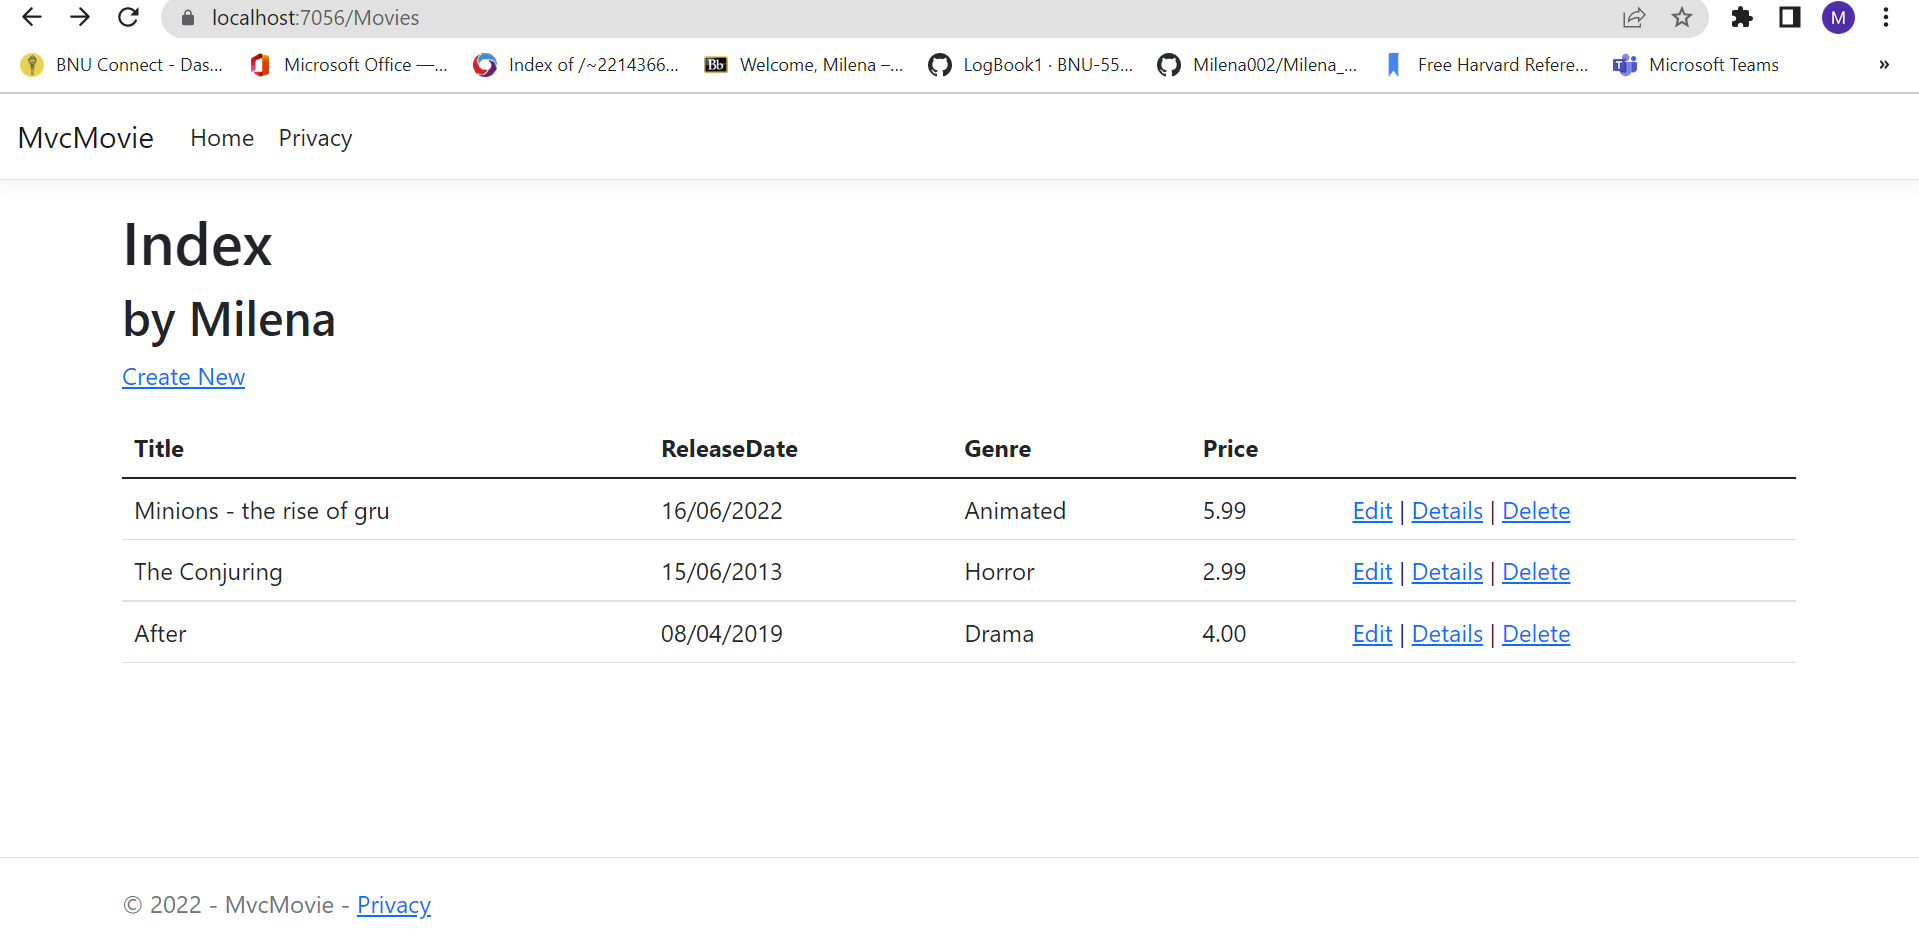 localhost:7056/Movies
M
BNU Connect - Das... Microsoft Office —... Index of /~2214366... Bb Welcome, Milena –... LogBook1 · BNU-55... Milena002/Milena_... Free Harvard Refere... Microsoft Teams »
MvcMovie Home Privacy
Index
by Milena
Create New
Title ReleaseDate Genre Price
Minions - the rise of gru 16/06/2022 Animated 5.99 Edit | Details | Delete
The Conjuring 15/06/2013 Horror 2.99 Edit | Details | Delete
After 08/04/2019 Drama 4.00 Edit | Details | Delete
© 2022 - MvcMovie - Privacy